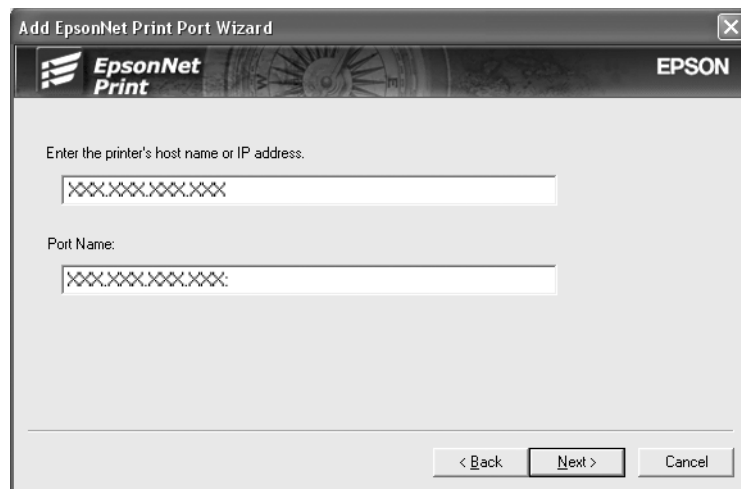 Add EpsonNet Print Port Wizard
EpsonNet
Print
EPSON
Enter the printer's host name or IP address.
XXX.XXX.XXX.XXX
Port Name:
XXX.XXX.XXX.XXX:
< Back
Next >
Cancel